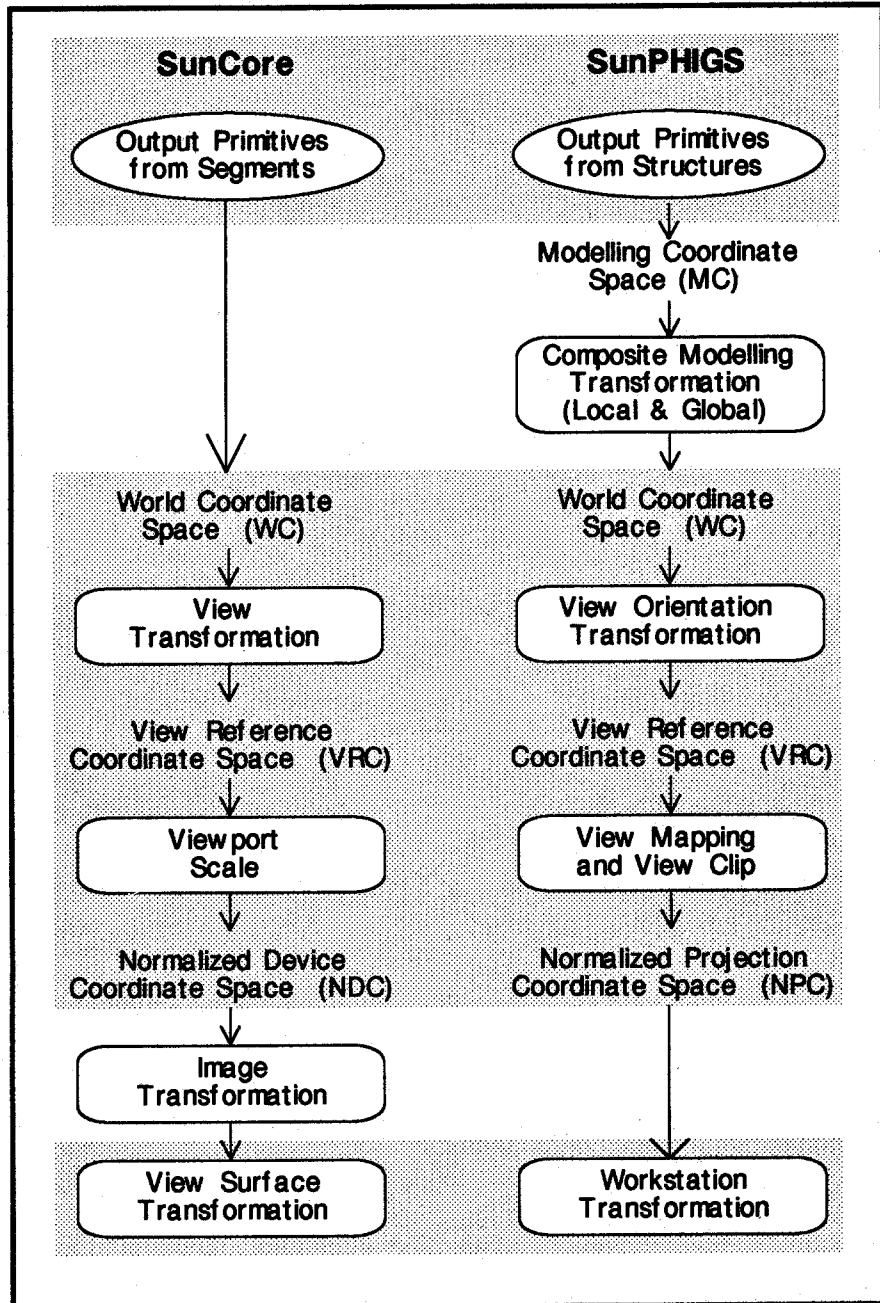 SunCore
Output Primitives
from Segments
World Coordinate
Space (WC)
View
Transformation
View Reference
Coordinate Space (VRC)
Viewport
Scale
Normalized Device
Coordinate Space (NDC)
Image
Transformation
View Surface
Transformation
SunPHIGS
Output Primitives
from Structures
Modelling Coordinate
Space (MC)
Composite Modelling
Transformation
(Local & Global)
World Coordinate
Space (WC)
View Orientation
Transformation
View Reference
Coordinate Space (VRC)
View Mapping
and View Clip
Normalized Projection
Coordinate Space (NPC)
Workstation
Transformation